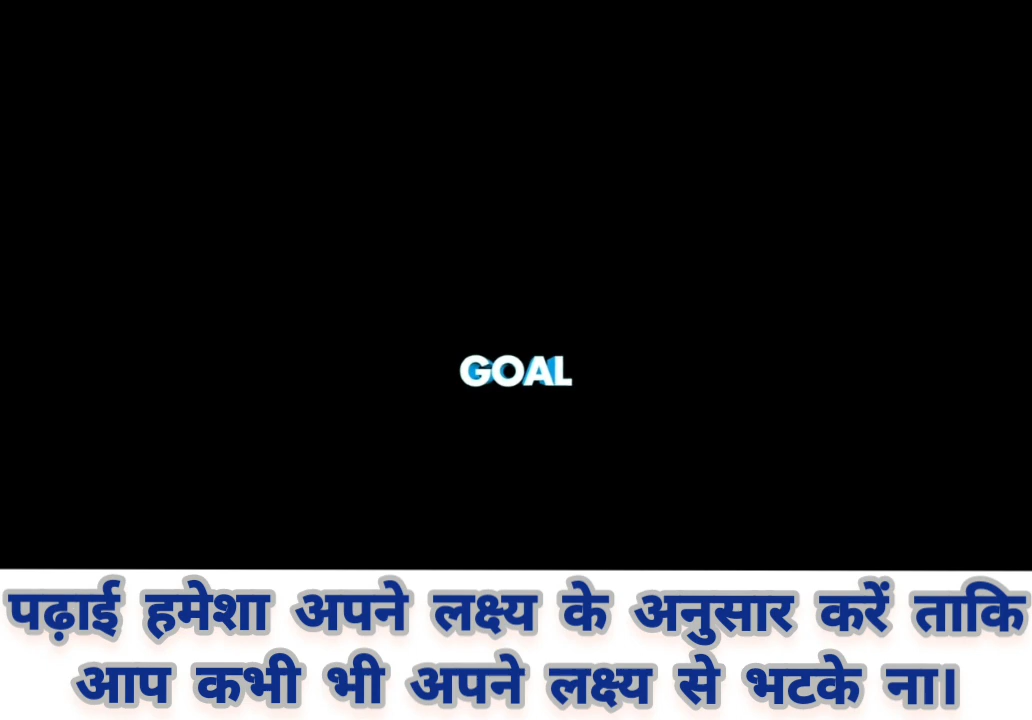 GOAL
पढ़ाई हमेशा अपने लक्ष्य के अनुसार करें ताकि
आप कभी भी अपने लक्ष्य से भटके ना।